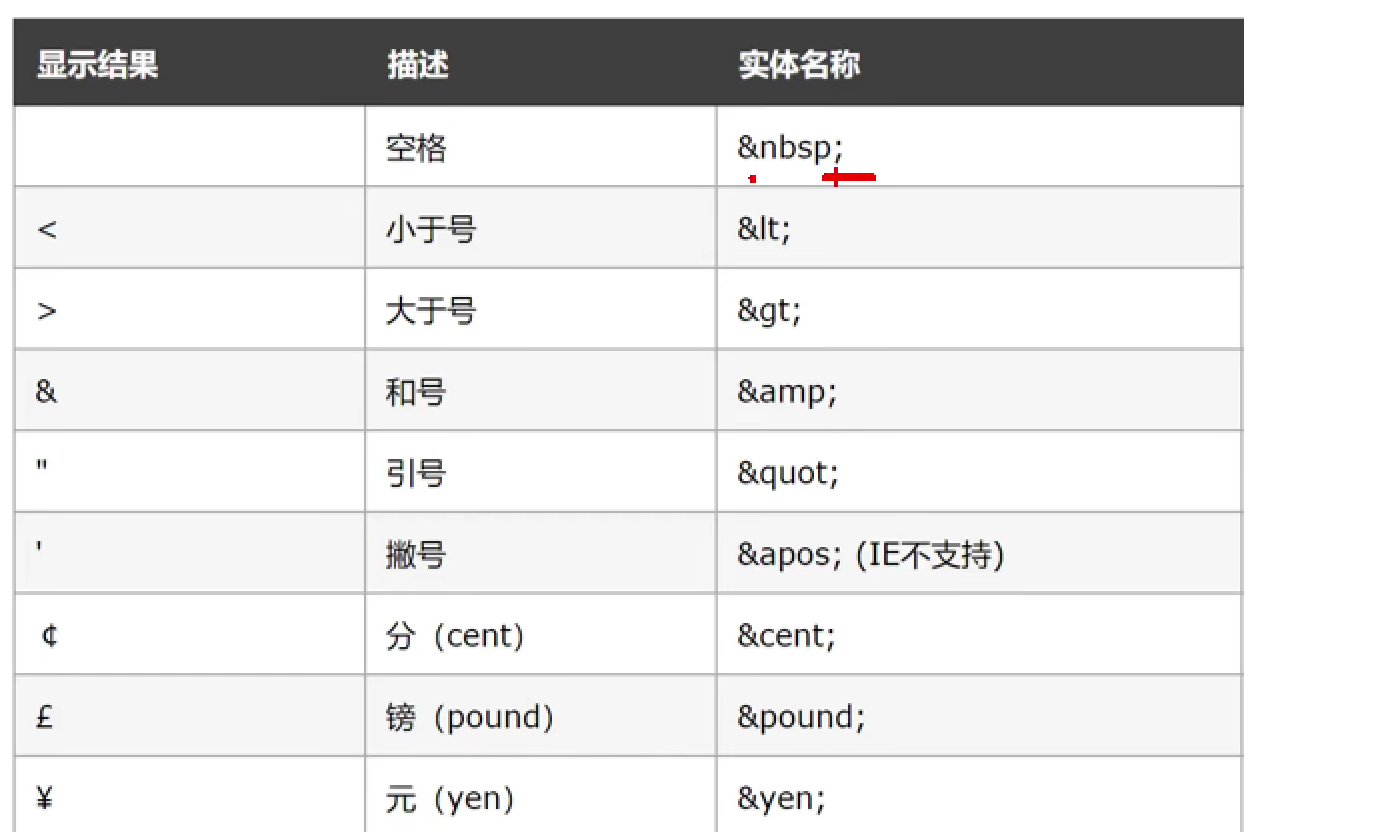 显示结果 描述 实体名称
空格 &nbsp;
< 小于号 &lt;
> 大于号 &gt;
& 和号 &amp;
" 引号 &quot;
' 撇号 &apos; (IE不支持)
¢ 分（cent） &cent;
£ 镑（pound） &pound;
¥ 元（yen） &yen;